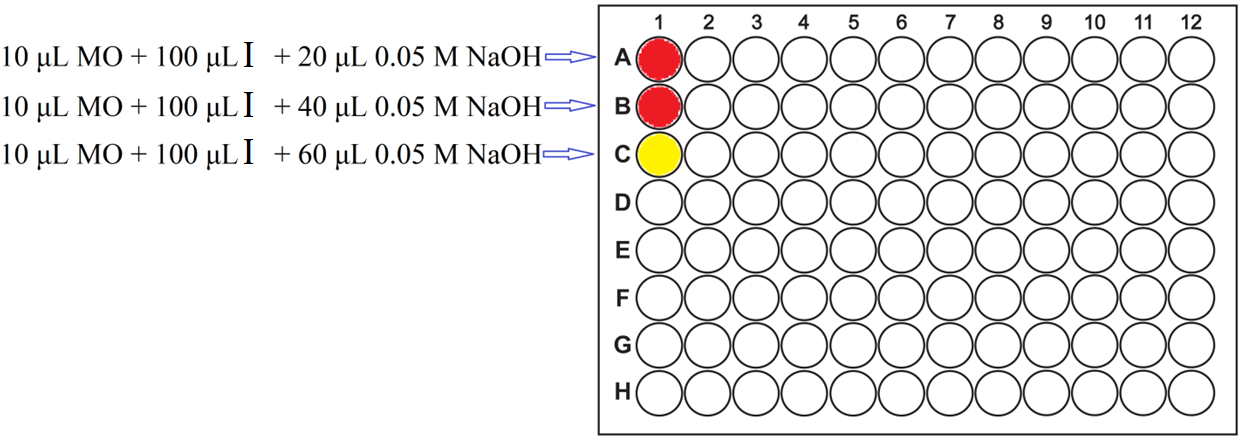 1 2 3 4 5 6 7 8 9 10 11 12
10 μL MO + 100 μL I + 20 μL 0.05 M NaOH A
10 μL MO + 100 μL I + 40 μL 0.05 M NaOH B
10 μL MO + 100 μL I + 60 μL 0.05 M NaOH C
D
E
F
G
H